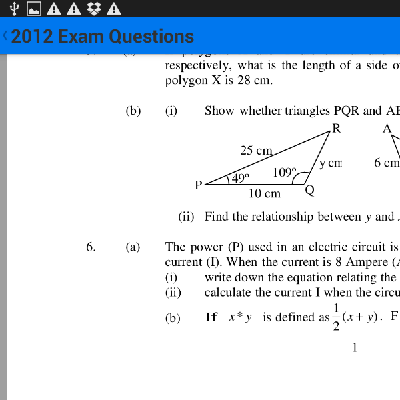 2012 Exam Questions
respectively, what is the length of a side o
polygon X is 28 cm.
(b) (i) Show whether triangles PQR and AB
R A
25 cm
y cm 6 cm
49° 109°
P Q
10 cm
(ii) Find the relationship between y and
6. (a) The power (P) used in an electric circuit is
current (I). When the current is 8 Ampere (A
(i) write down the equation relating the
(ii) calculate the current I when the circu
(b) If x * y is defined as 1/2 (x + y). F
1